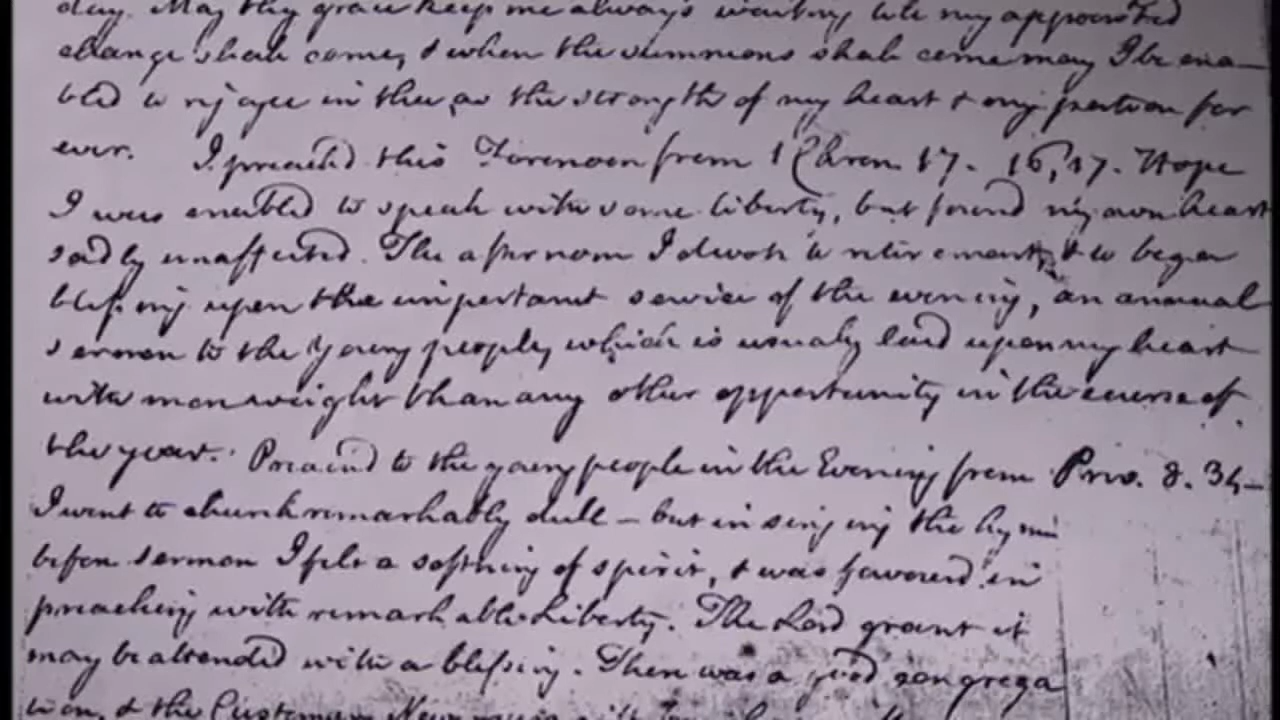 day. May thy grace keep me always waiting till my appointed
change shall come, & when the summons shall come may I be ena-
bled to rejoyce in thee as the strength of my heart & my portion for
ever. I preached this Forenoon from 1 Chron 17. 16, 17. Hope
I was enabled to speak with some liberty, but found my own heart
sadly unaffected. The afternoon I devote to retirement, & to beg a
blessing upon the important service of the evening, an annual
sermon to the Young people, which is usualy laid upon my heart
with more weight than any other opportunity in the course of
the year. Preached to the young people in the Evening from Prov. 8. 34-
I went to church remarkably dull - but in singing the hymn
before sermon I felt a softning of spirit, & was favoured in
preaching with remarkable Liberty. The Lord grant it
may be attended with a blessing. There was a good congrega
tion, & the Customary New